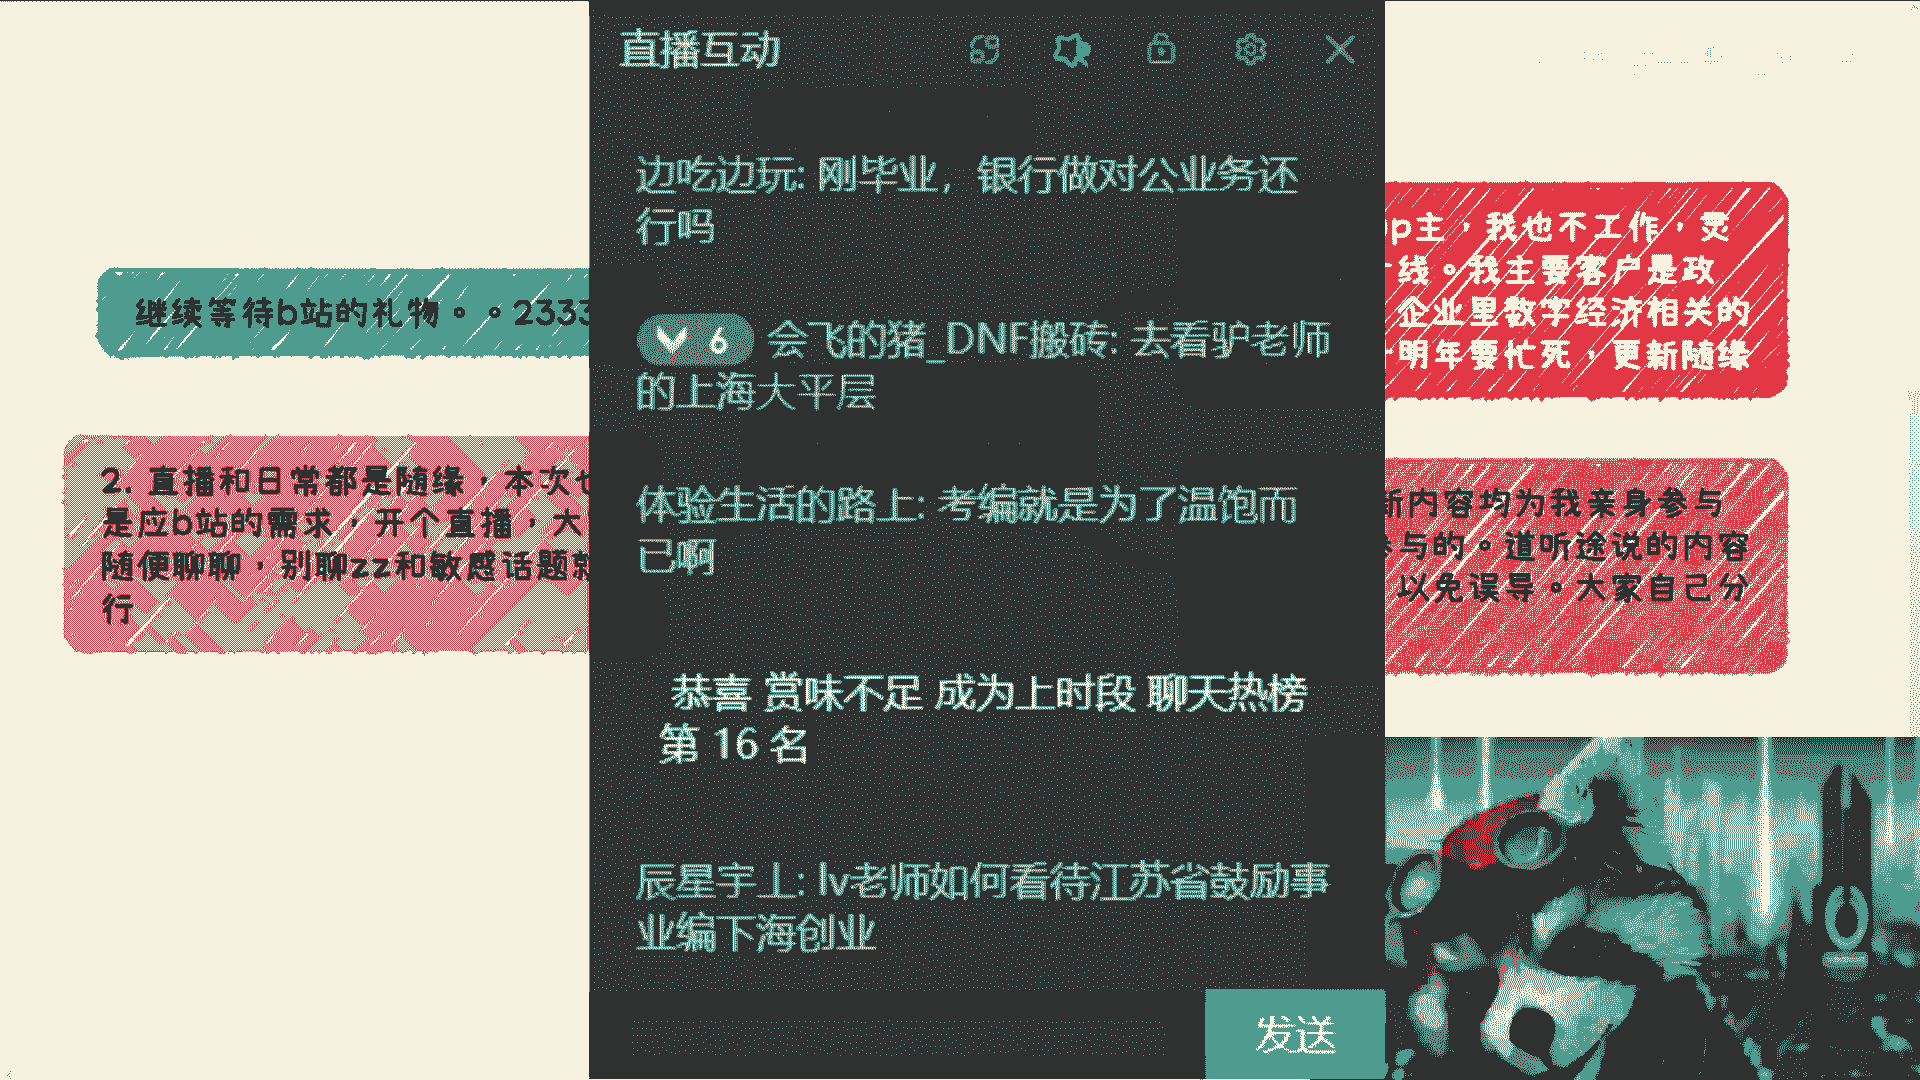 继续等待b站的礼物。。2333
2. 直播和日常都是随缘,本次也
是应b站的需求,开个直播,大
随便聊聊,别聊zz和敏感话题就
行
直播互动
边吃边玩: 刚毕业，银行做对公业务还
行吗
6 会飞的猪_DNF搬砖: 去看驴老师
的上海大平层
体验生活的路上: 考编就是为了温饱而
已啊
恭喜 赏味不足 成为上时段 聊天热榜
第 16 名
辰星宇上: lv老师如何看待江苏省鼓励事
业编下海创业
发送
p主,我也不工作,灵
线。我主要客户是政
企业里数字经济相关的
明年要忙死,更新随缘
新内容均为我亲身参与
参与的。道听途说的内容
以免误导。大家自己分